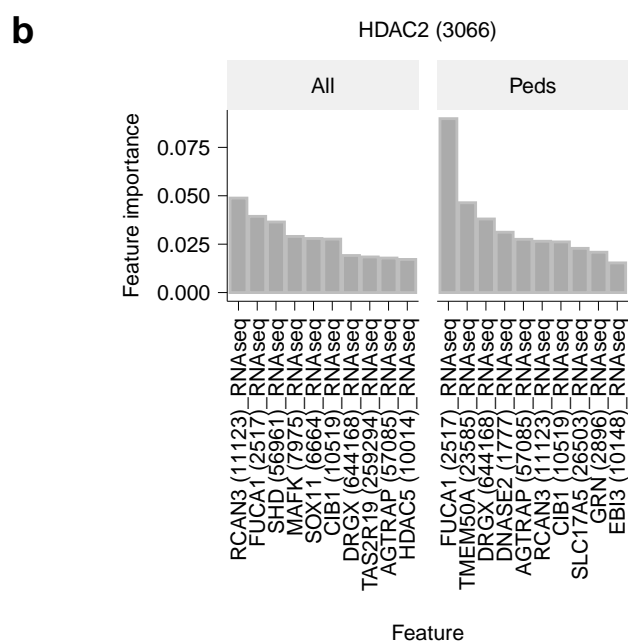 b
HDAC2 (3066)
All
Peds
Feature importance
0.075
0.050
0.025
0.000
RCAN3 (11123)_RNAseq
FUCA1 (2517)_RNAseq
SHD (56961)_RNAseq
MAFK (7975)_RNAseq
SOX11 (6664)_RNAseq
CIB1 (10519)_RNAseq
DRGX (644168)_RNAseq
TAS2R19 (259294)_RNAseq
AGTRAP (57085)_RNAseq
HDAC5 (10014)_RNAseq
FUCA1 (2517)_RNAseq
TMEM50A (23585)_RNAseq
DRGX (644168)_RNAseq
DNASE2 (1777)_RNAseq
AGTRAP (57085)_RNAseq
RCAN3 (11123)_RNAseq
CIB1 (10519)_RNAseq
SLC17A5 (26503)_RNAseq
GRN (2896)_RNAseq
EBI3 (10148)_RNAseq
Feature